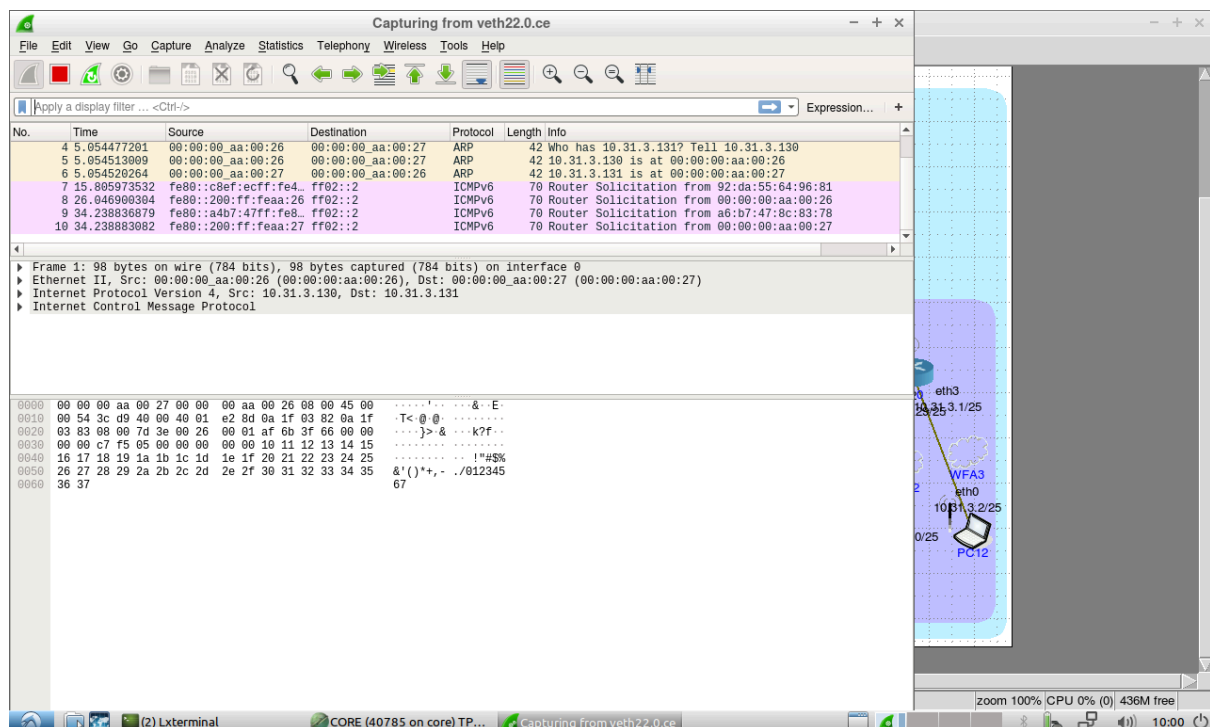 Capturing from veth22.0.ce
File Edit View Go Capture Analyze Statistics Telephony Wireless Tools Help
Apply a display filter ... <Ctrl-/> Expression... +
No. Time Source Destination Protocol Length Info
4 5.054477201 00:00:00_aa:00:26 00:00:00_aa:00:27 ARP 42 Who has 10.31.3.131? Tell 10.31.3.130
5 5.054513009 00:00:00_aa:00:26 00:00:00_aa:00:27 ARP 42 10.31.3.130 is at 00:00:00:aa:00:26
6 5.054520264 00:00:00_aa:00:27 00:00:00_aa:00:26 ARP 42 10.31.3.131 is at 00:00:00:aa:00:27
7 15.805973532 fe80::c8ef:ecff:fe4… ff02::2 ICMPv6 70 Router Solicitation from 92:da:55:64:96:81
8 26.046900304 fe80::200:ff:feaa:26 ff02::2 ICMPv6 70 Router Solicitation from 00:00:00:aa:00:26
9 34.238836879 fe80::a4b7:47ff:fe8… ff02::2 ICMPv6 70 Router Solicitation from a6:b7:47:8c:83:78
10 34.238883082 fe80::200:ff:feaa:27 ff02::2 ICMPv6 70 Router Solicitation from 00:00:00:aa:00:27
Frame 1: 98 bytes on wire (784 bits), 98 bytes captured (784 bits) on interface 0
Ethernet II, Src: 00:00:00_aa:00:26 (00:00:00:aa:00:26), Dst: 00:00:00_aa:00:27 (00:00:00:aa:00:27)
Internet Protocol Version 4, Src: 10.31.3.130, Dst: 10.31.3.131
Internet Control Message Protocol
0000 00 00 00 aa 00 27 00 00 00 aa 00 26 08 00 45 00 ·····'·· ···&··E·
0010 00 54 3c d9 40 00 40 01 e2 8d 0a 1f 03 82 0a 1f ·T<·@·@· ········
0020 03 83 08 00 7d 3e 00 26 00 01 af 6b 3f 66 00 00 ····}>·& ···k?f··
0030 00 00 c7 f5 05 00 00 00 00 00 10 11 12 13 14 15 ········ ········
0040 16 17 18 19 1a 1b 1c 1d 1e 1f 20 21 22 23 24 25 ········ ·· !"#$%
0050 26 27 28 29 2a 2b 2c 2d 2e 2f 30 31 32 33 34 35 &'()*+,- ./012345
0060 36 37 67
eth3
10.31.3.1/25
WFA3
eth0
10.31.3.2/25
0/25
PC12
zoom 100% CPU 0% (0) 436M free
(2) Lxterminal CORE (40785 on core) TP... Capturing from veth22.0.ce 10:00